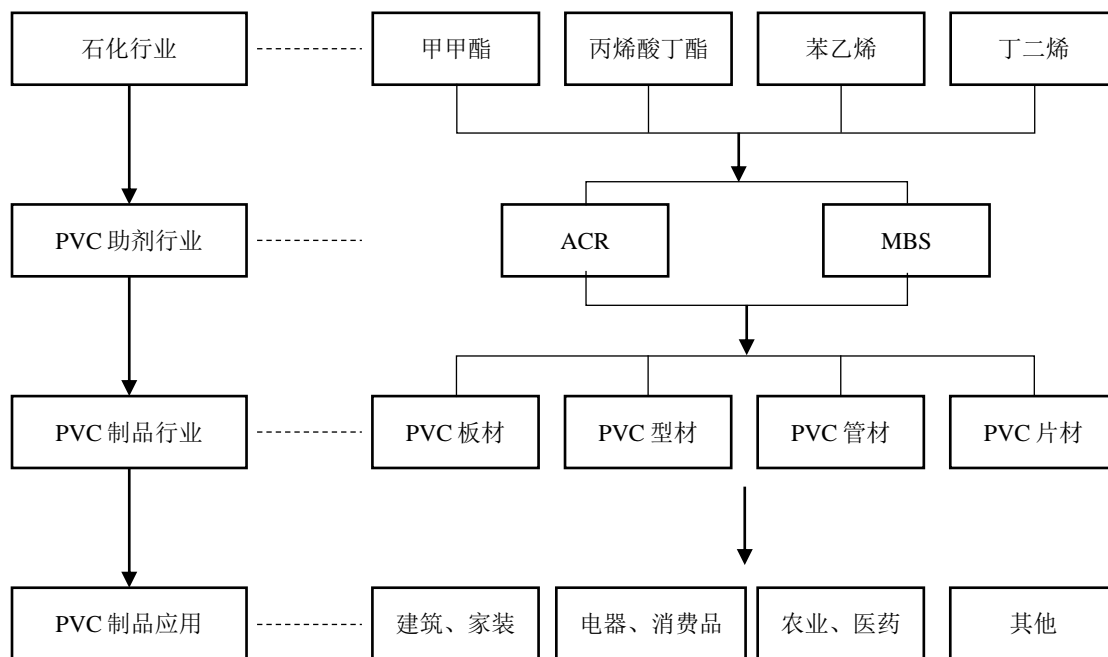 石化行业
甲甲酯
丙烯酸丁酯
苯乙烯
丁二烯
PVC 助剂行业
ACR
MBS
PVC 制品行业
PVC 板材
PVC 型材
PVC 管材
PVC 片材
PVC 制品应用
建筑、家装
电器、消费品
农业、医药
其他